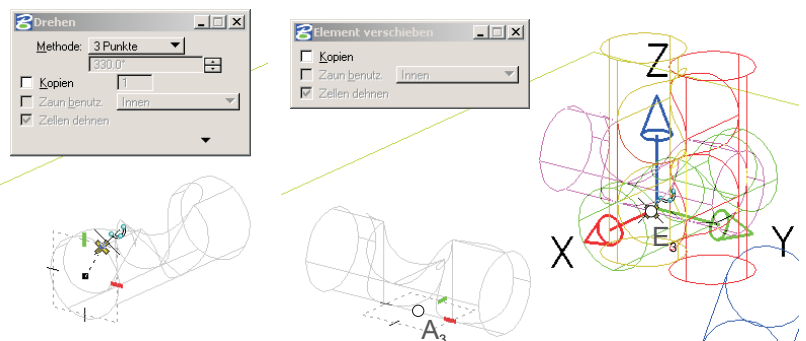 Drehen
Methode: 3 Punkte
330.0°
Kopien 1
Zaun benutz. Innen
Zellen dehnen
Element verschieben
Kopien
Zaun benutz. Innen
Zellen dehnen
A3
Z
X
E3
Y